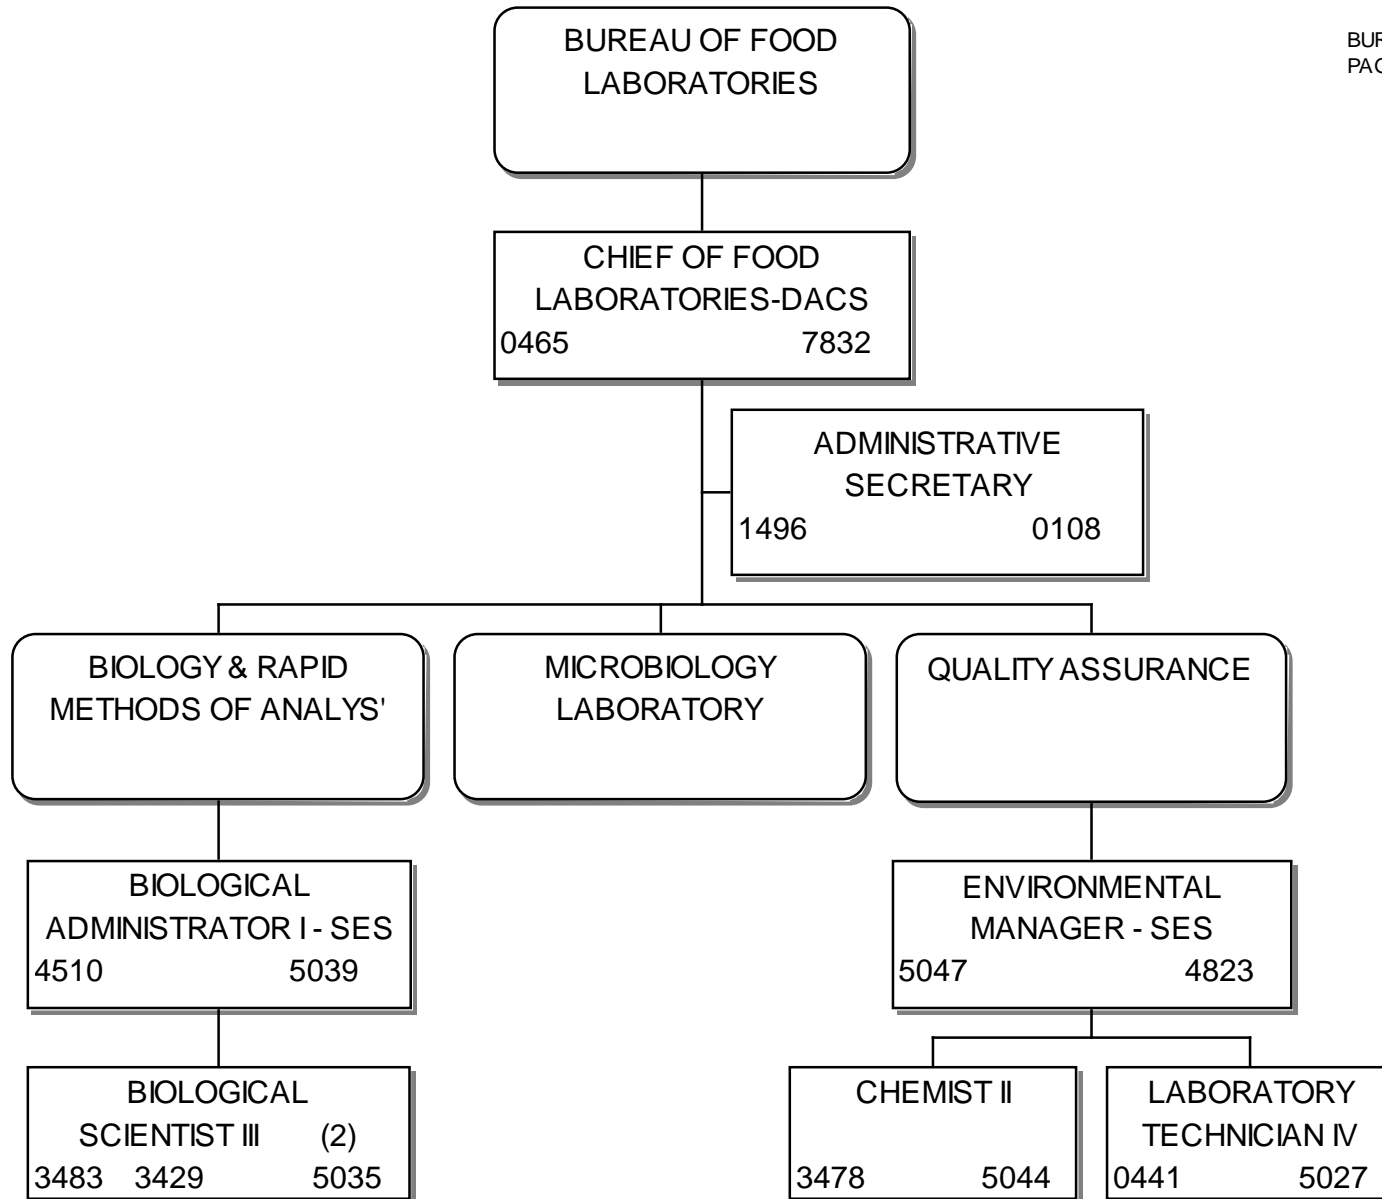 BUREAU OF FOOD
LABORATORIES
CHIEF OF FOOD
LABORATORIES-DACS
0465 7832
ADMINISTRATIVE
SECRETARY
1496 0108
BIOLOGY & RAPID
METHODS OF ANALYS'
MICROBIOLOGY
LABORATORY
QUALITY ASSURANCE
BIOLOGICAL
ADMINISTRATOR I - SES
4510 5039
ENVIRONMENTAL
MANAGER - SES
5047 4823
BIOLOGICAL
SCIENTIST III (2)
3483 3429 5035
CHEMIST II
3478 5044
LABORATORY
TECHNICIAN IV
0441 5027